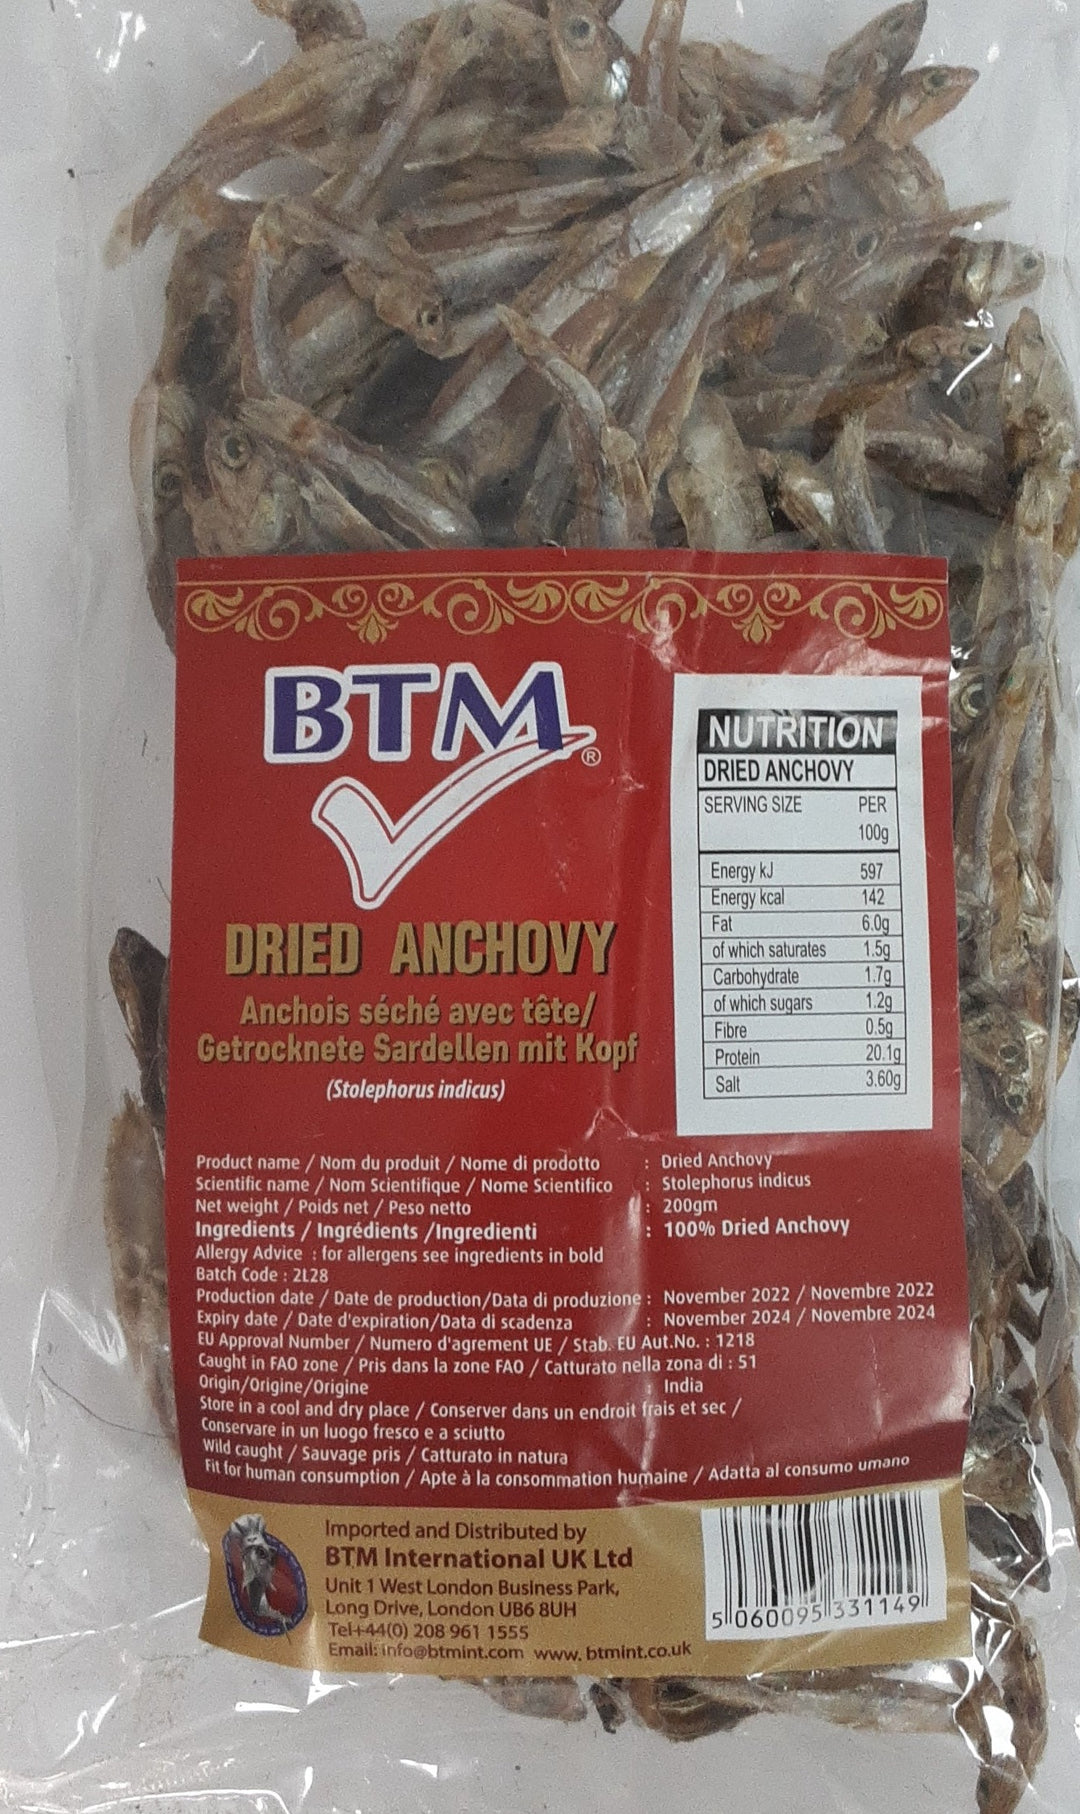 BTM®
DRIED ANCHOVY
Anchois séché avec tête/
Getrocknete Sardellen mit Kopf
(Stolephorus indicus)
NUTRITION
DRIED ANCHOVY
SERVING SIZE PER
100g
Energy kJ 597
Energy kcal 142
Fat 6.0g
of which saturates 1.5g
Carbohydrate 1.7g
of which sugars 1.2g
Fibre 0.5g
Protein 20.1g
Salt 3.60g
Product name / Nom du produit / Nome di prodotto : Dried Anchovy
Scientific name / Nom Scientifique / Nome Scientifico : Stolephorus indicus
Net weight / Poids net / Peso netto : 200gm
Ingredients / Ingrédients /Ingredienti : 100% Dried Anchovy
Allergy Advice : for allergens see ingredients in bold
Batch Code : 2L28
Production date / Date de production/Data di produzione : November 2022 / Novembre 2022
Expiry date / Date d'expiration/Data di scadenza : November 2024 / Novembre 2024
EU Approval Number / Numero d'agrement UE / Stab. EU Aut.No. : 1218
Caught in FAO zone / Pris dans la zone FAO / Catturato nella zona di : 51
Origin/Origine/Origine : India
Store in a cool and dry place / Conserver dans un endroit frais et sec /
Conservare in un luogo fresco e a sciutto
Wild caught / Sauvage pris / Catturato in natura
Fit for human consumption / Apte à la consommation humaine / Adatta al consumo umano
Imported and Distributed by
BTM International UK Ltd
Unit 1 West London Business Park,
Long Drive, London UB6 8UH
Tel+44(0) 208 961 1555
Email: info@btmint.com www. btmint.co.uk
5 060095 331149